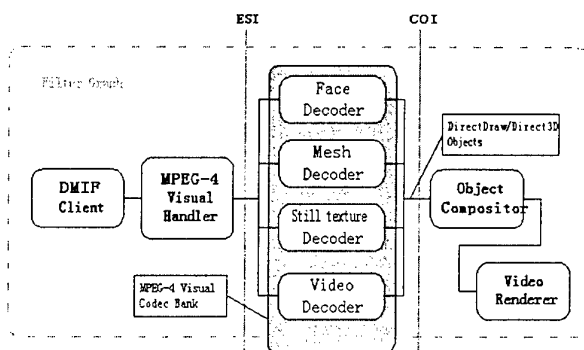 ESI
COI
Filter Graph
Face
Decoder
DirectDraw/Direct3D
Objects
Mesh
Decoder
MPEG-4
Visual
Handler
DMIF
Client
Object
Compositor
Still texture
Decoder
MPEG-4 Visual
Codec Bank
Video
Decoder
Video
Renderer